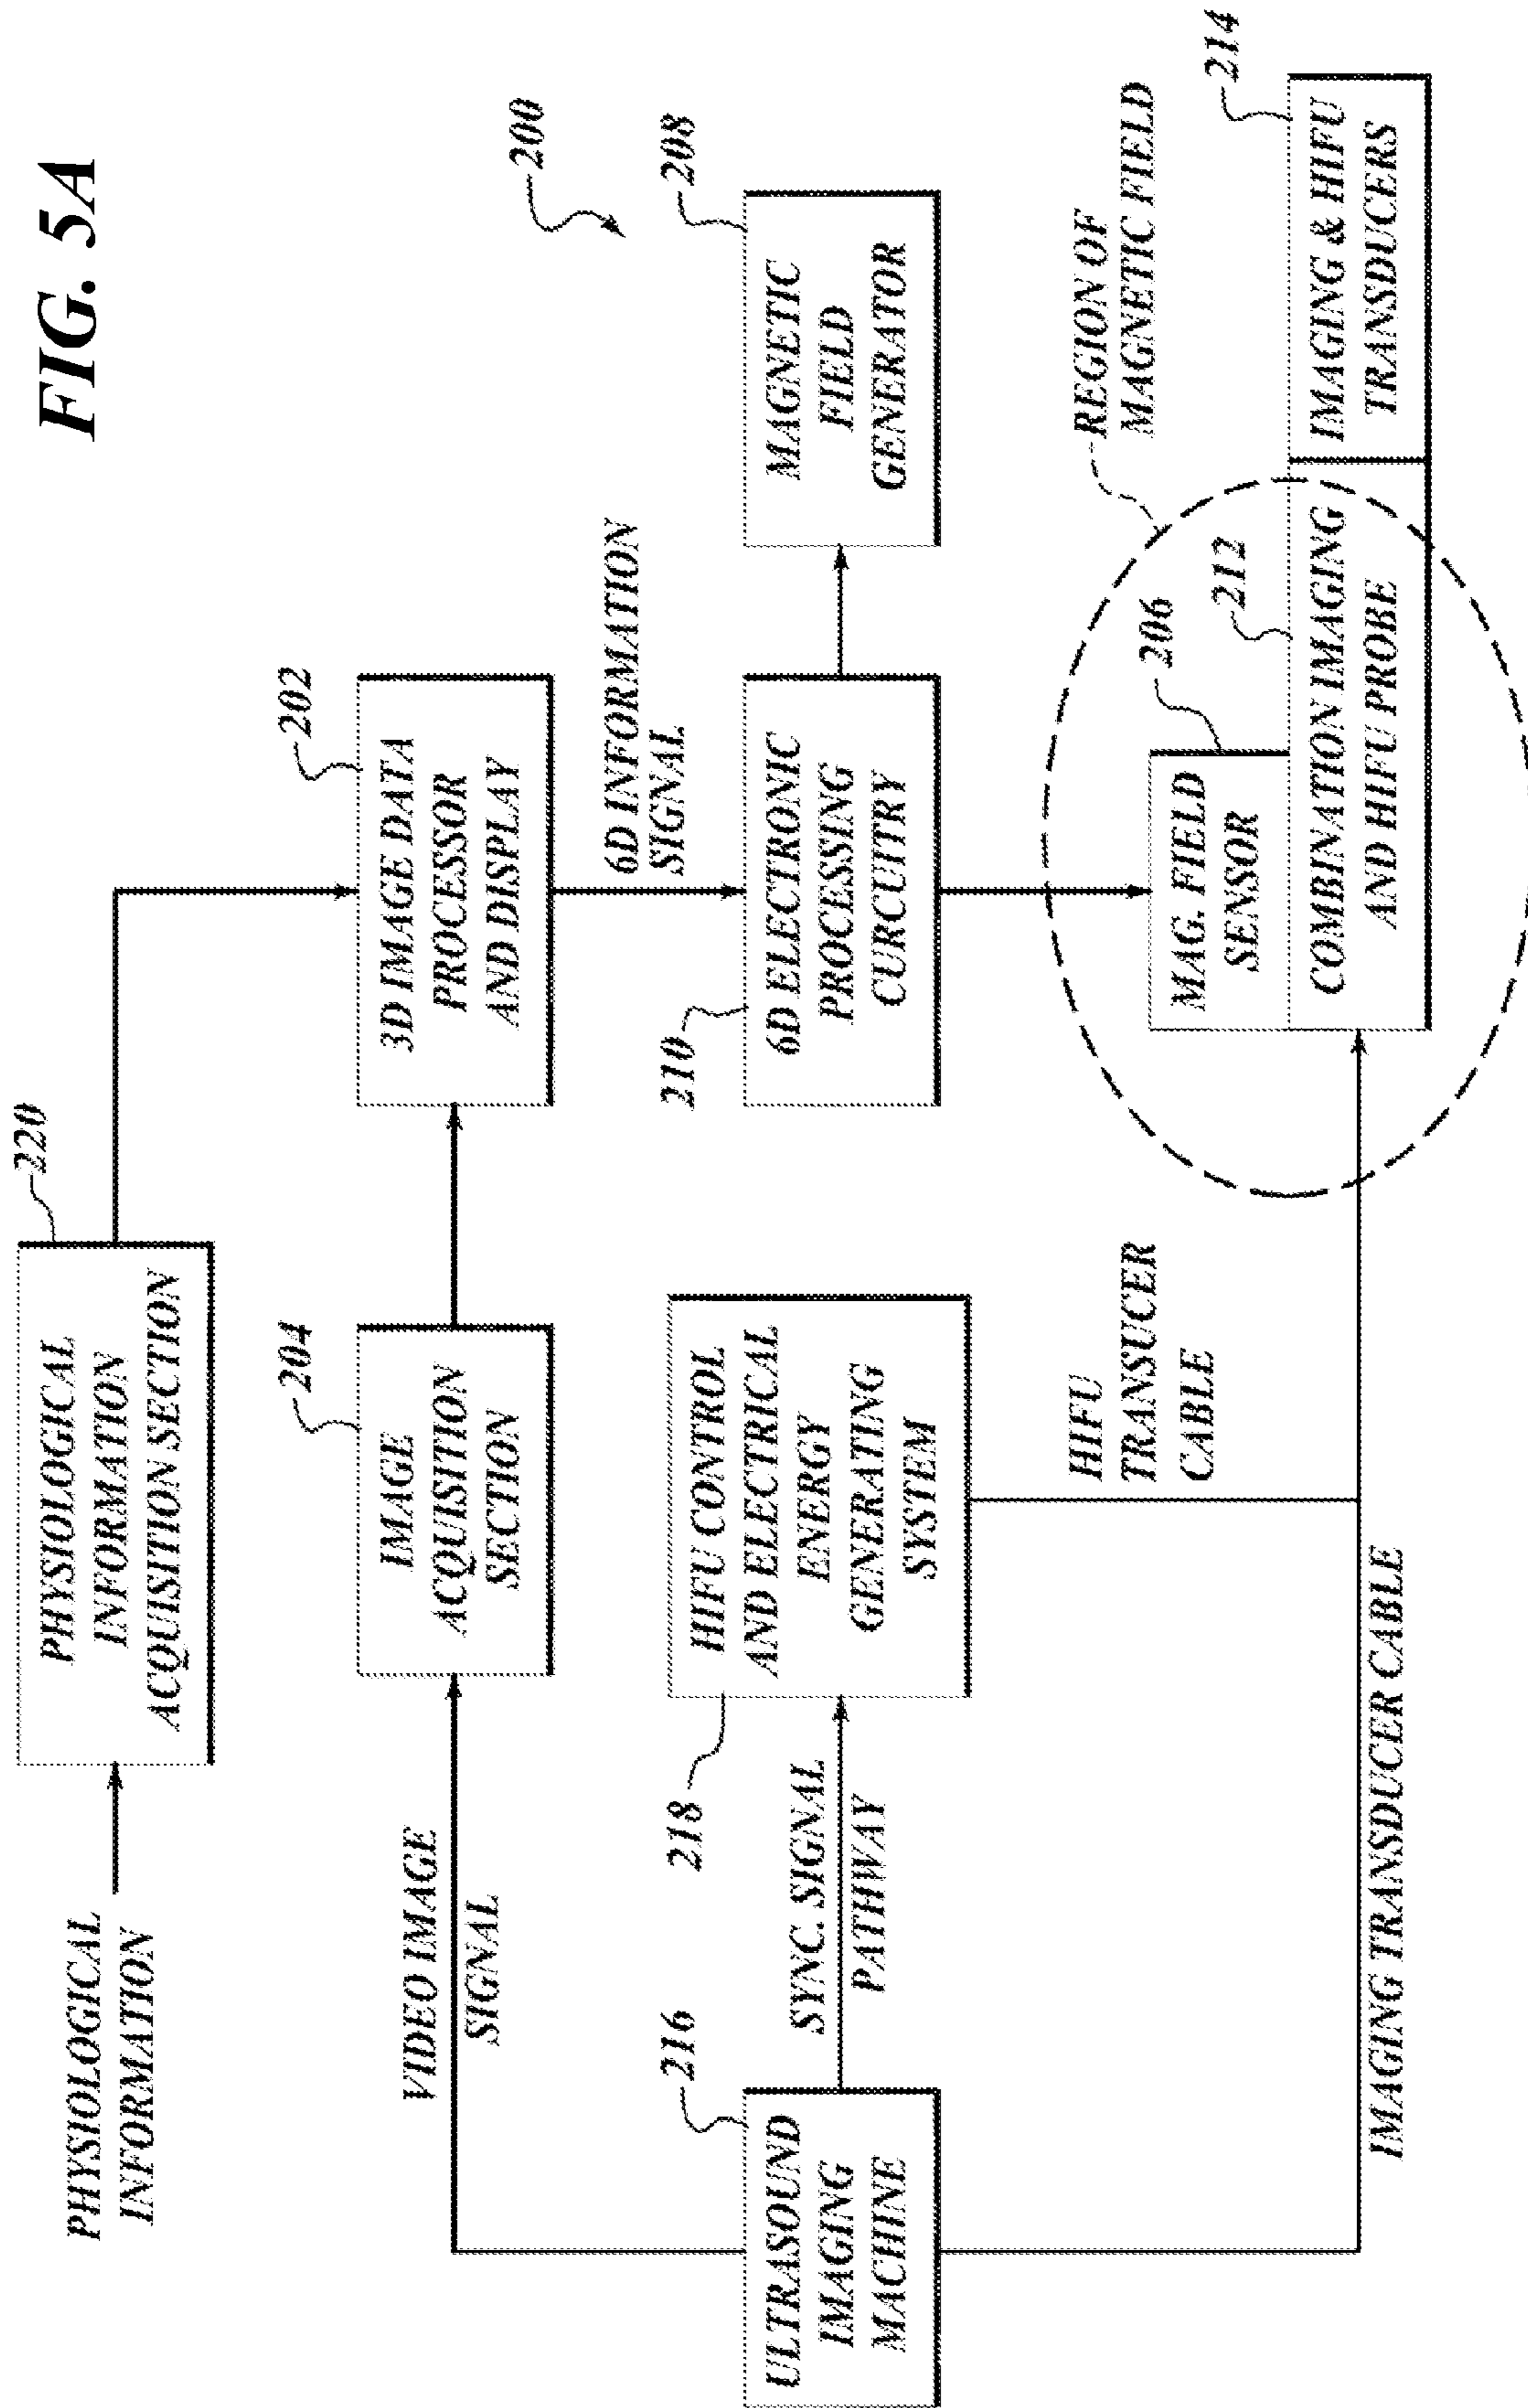 FIG. 5A
PHYSIOLOGICAL
INFORMATION
PHYSIOLOGICAL
INFORMATION
ACQUISITION SECTION
220
200
VIDEO IMAGE
SIGNAL
IMAGE
ACQUISITION
SECTION
204
3D IMAGE DATA
PROCESSOR
AND DISPLAY
202
6D INFORMATION
SIGNAL
ULTRASOUND
IMAGING
MACHINE
216
SYNC. SIGNAL
PATHWAY
HIFU CONTROL
AND ELECTRICAL
ENERGY
GENERATING
SYSTEM
218
6D ELECTRONIC
PROCESSING
CURCUITRY
210
MAGNETIC
FIELD
GENERATOR
208
HIFU
TRANSUCER
CABLE
REGION OF
MAGNETIC FIELD
MAG. FIELD
SENSOR
206
212
COMBINATION IMAGING
AND HIFU PROBE
IMAGING & HIFU
TRANSDUCERS
214
IMAGING TRANSDUCER CABLE